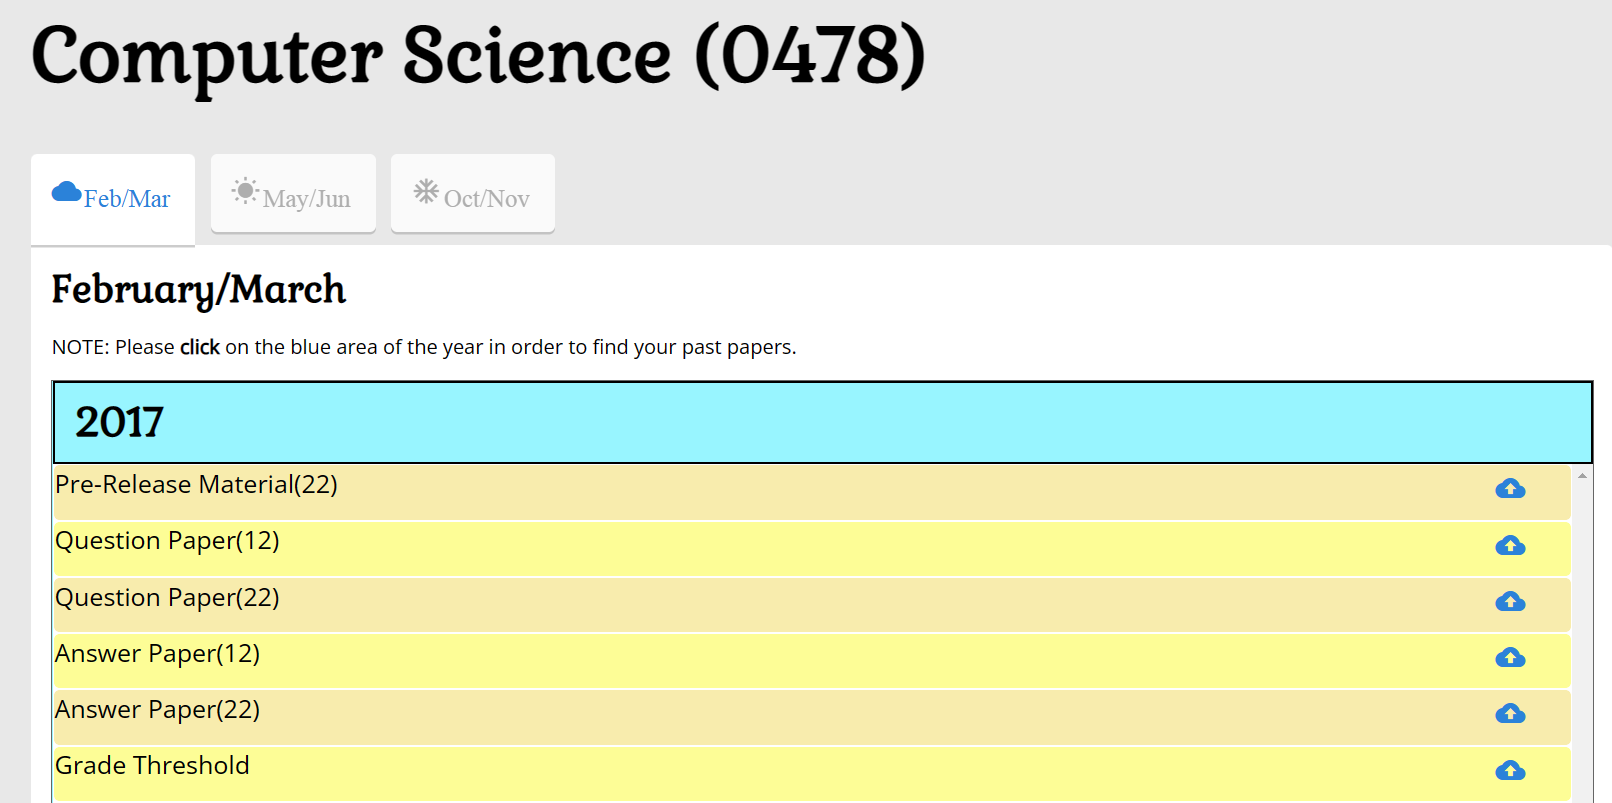 Computer Science (0478)
Feb/Mar
May/Jun
Oct/Nov
February/March
NOTE: Please click on the blue area of the year in order to find your past papers.
2017
Pre-Release Material(22)
Question Paper(12)
Question Paper(22)
Answer Paper(12)
Answer Paper(22)
Grade Threshold